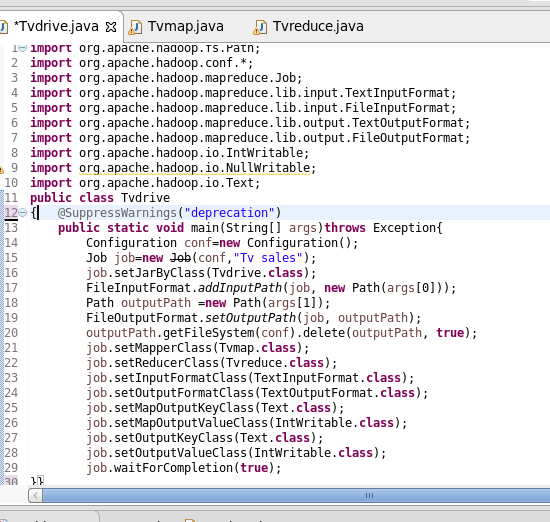 *Tvdrive.java Tvmap.java Tvreduce.java
1 import org.apache.hadoop.fs.Path;
2 import org.apache.hadoop.conf.*;
3 import org.apache.hadoop.mapreduce.Job;
4 import org.apache.hadoop.mapreduce.lib.input.TextInputFormat;
5 import org.apache.hadoop.mapreduce.lib.input.FileInputFormat;
6 import org.apache.hadoop.mapreduce.lib.output.TextOutputFormat;
7 import org.apache.hadoop.mapreduce.lib.output.FileOutputFormat;
8 import org.apache.hadoop.io.IntWritable;
9 import org.apache.hadoop.io.NullWritable;
10 import org.apache.hadoop.io.Text;
11 public class Tvdrive
12 { @SuppressWarnings("deprecation")
13 public static void main(String[] args)throws Exception{
14 Configuration conf=new Configuration();
15 Job job=new Job(conf,"Tv sales");
16 job.setJarByClass(Tvdrive.class);
17 FileInputFormat.addInputPath(job, new Path(args[0]));
18 Path outputPath =new Path(args[1]);
19 FileOutputFormat.setOutputPath(job, outputPath);
20 outputPath.getFileSystem(conf).delete(outputPath, true);
21 job.setMapperClass(Tvmap.class);
22 job.setReducerClass(Tvreduce.class);
23 job.setInputFormatClass(TextInputFormat.class);
24 job.setOutputFormatClass(TextOutputFormat.class);
25 job.setMapOutputKeyClass(Text.class);
26 job.setMapOutputValueClass(IntWritable.class);
27 job.setOutputKeyClass(Text.class);
28 job.setOutputValueClass(IntWritable.class);
29 job.waitForCompletion(true);
30 }}